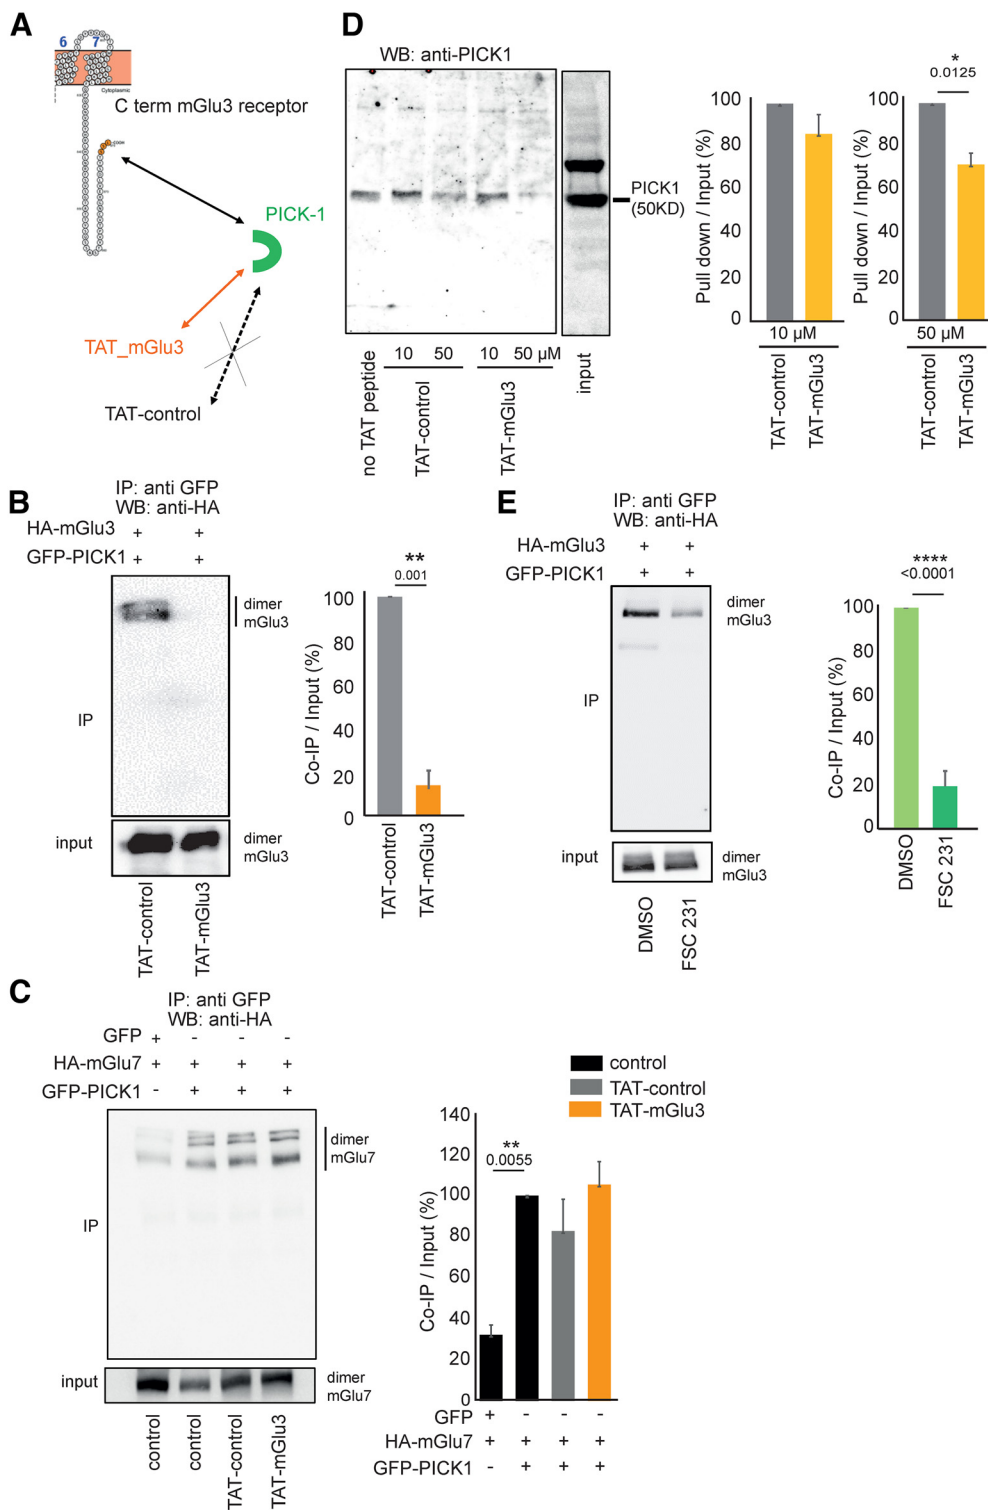 A
6 7
Cytoplasmic
C term mGlu3 receptor
COOH
PICK-1
TAT_mGlu3
TAT-control
D
WB: anti-PICK1
PICK1
(50KD)
no TAT peptide
10 50
TAT-control
10 50 µM
TAT-mGlu3
input
Pull down / Input (%)
100
80
60
40
20
0
10 µM
TAT-control
TAT-mGlu3
*
0.0125
Pull down / Input (%)
100
80
60
40
20
0
50 µM
TAT-control
TAT-mGlu3
B
IP: anti GFP
WB: anti-HA
HA-mGlu3 + +
GFP-PICK1 + +
dimer
mGlu3
IP
input
dimer
mGlu3
TAT-control
TAT-mGlu3
**
0.001
Co-IP / Input (%)
100
80
60
40
20
0
TAT-control
TAT-mGlu3
E
IP: anti GFP
WB: anti-HA
HA-mGlu3 + +
GFP-PICK1 + +
dimer
mGlu3
IP
input
dimer
mGlu3
DMSO
FSC 231
****
<0.0001
Co-IP / Input (%)
100
80
60
40
20
0
DMSO
FSC 231
C
IP: anti GFP
WB: anti-HA
GFP + - - -
HA-mGlu7 + + + +
GFP-PICK1 - + + +
dimer
mGlu7
IP
input
dimer
mGlu7
control
control
TAT-control
TAT-mGlu3
control
TAT-control
TAT-mGlu3
**
0.0055
Co-IP / Input (%)
140
120
100
80
60
40
20
0
GFP + - - -
HA-mGlu7 + + + +
GFP-PICK1 - + + +